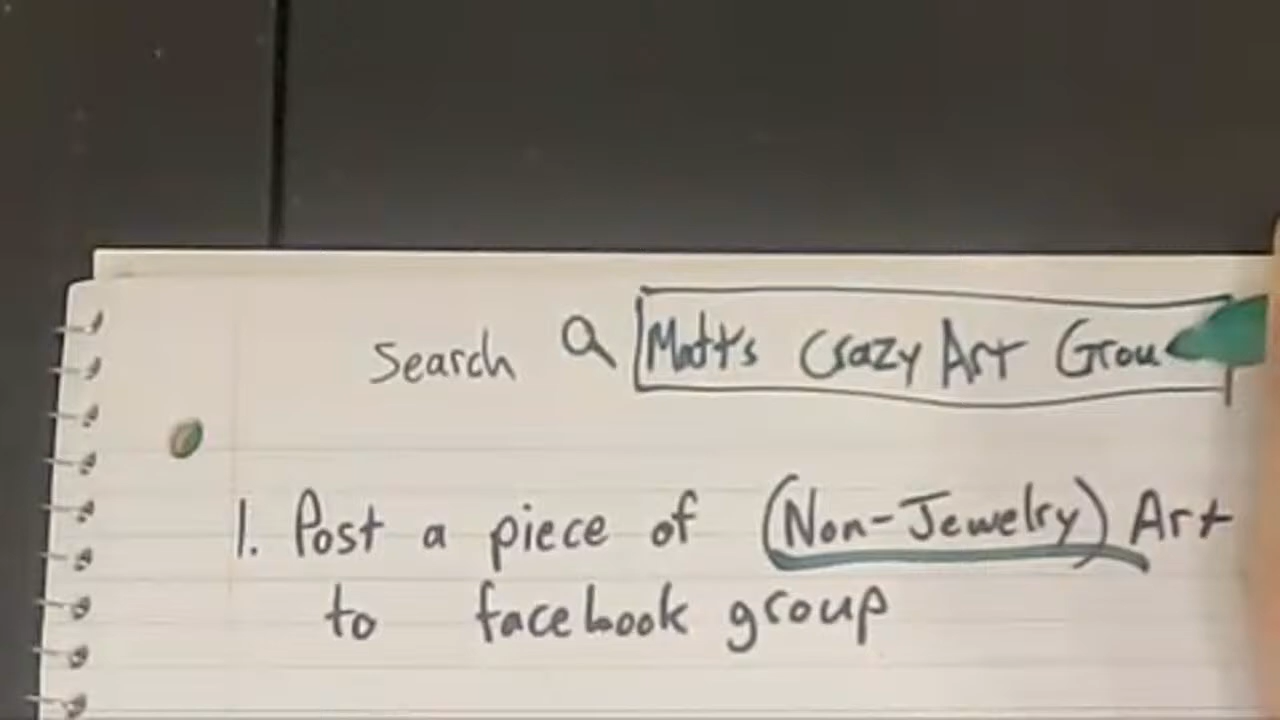 Search Matt's Crazy Art Grou
1. Post a piece of (Non-Jewelry) Art
to facebook group